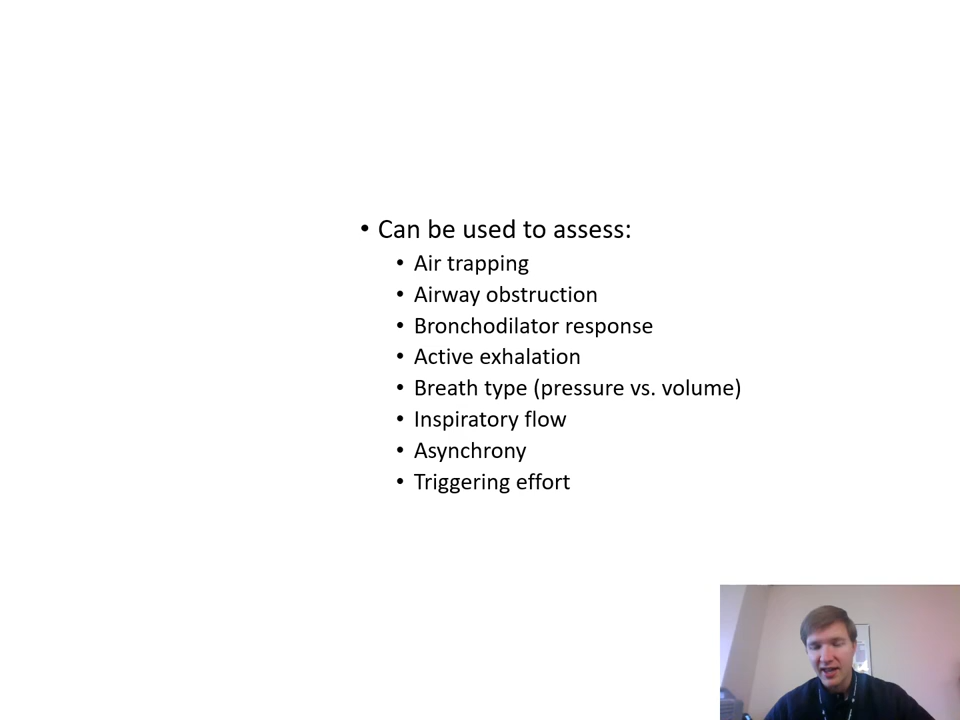 • Can be used to assess:
• Air trapping
• Airway obstruction
• Bronchodilator response
• Active exhalation
• Breath type (pressure vs. volume)
• Inspiratory flow
• Asynchrony
• Triggering effort